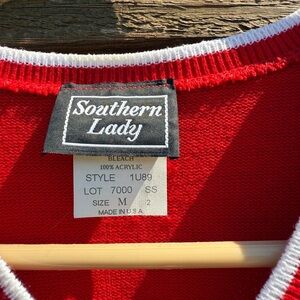 Southern
Lady
BLEACH
100% ACRYLIC
STYLE 1U89
LOT 7000 SS
SIZE M 2
MADE IN U.S.A.